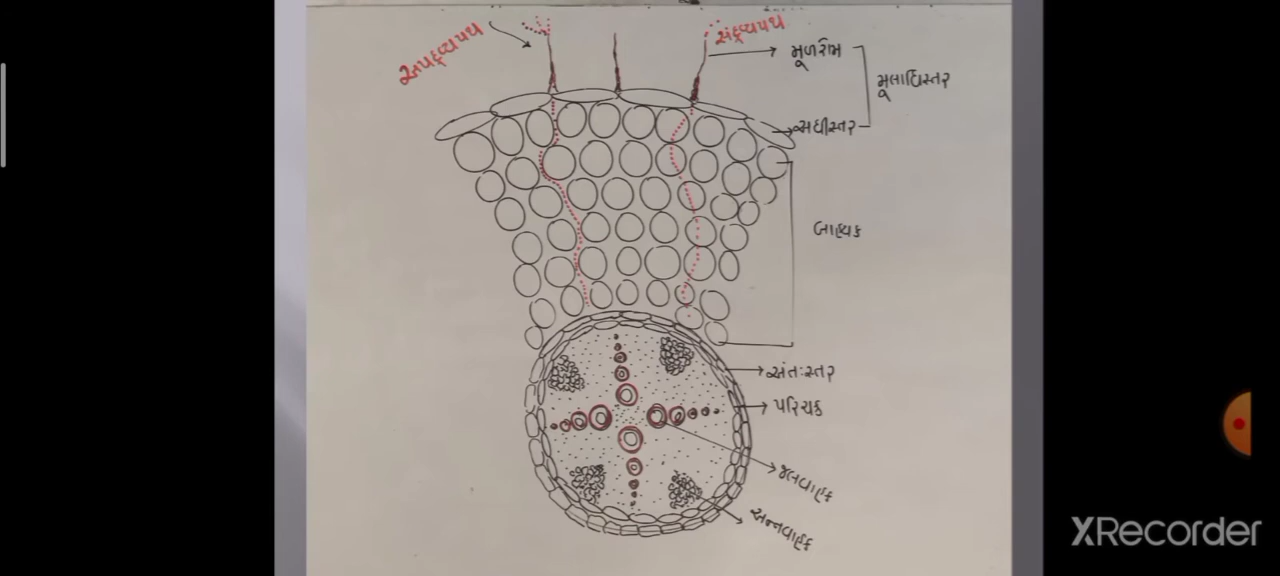 અપદ્રવ્યપથ
સંદ્રવ્યપથ
મૂળરોમ
મૂલાધિસ્તર
અધીસ્તર
બાહ્યક
અંતઃસ્તર
પરિચક્ર
જલવાહક
અન્નવાહક
XRecorder